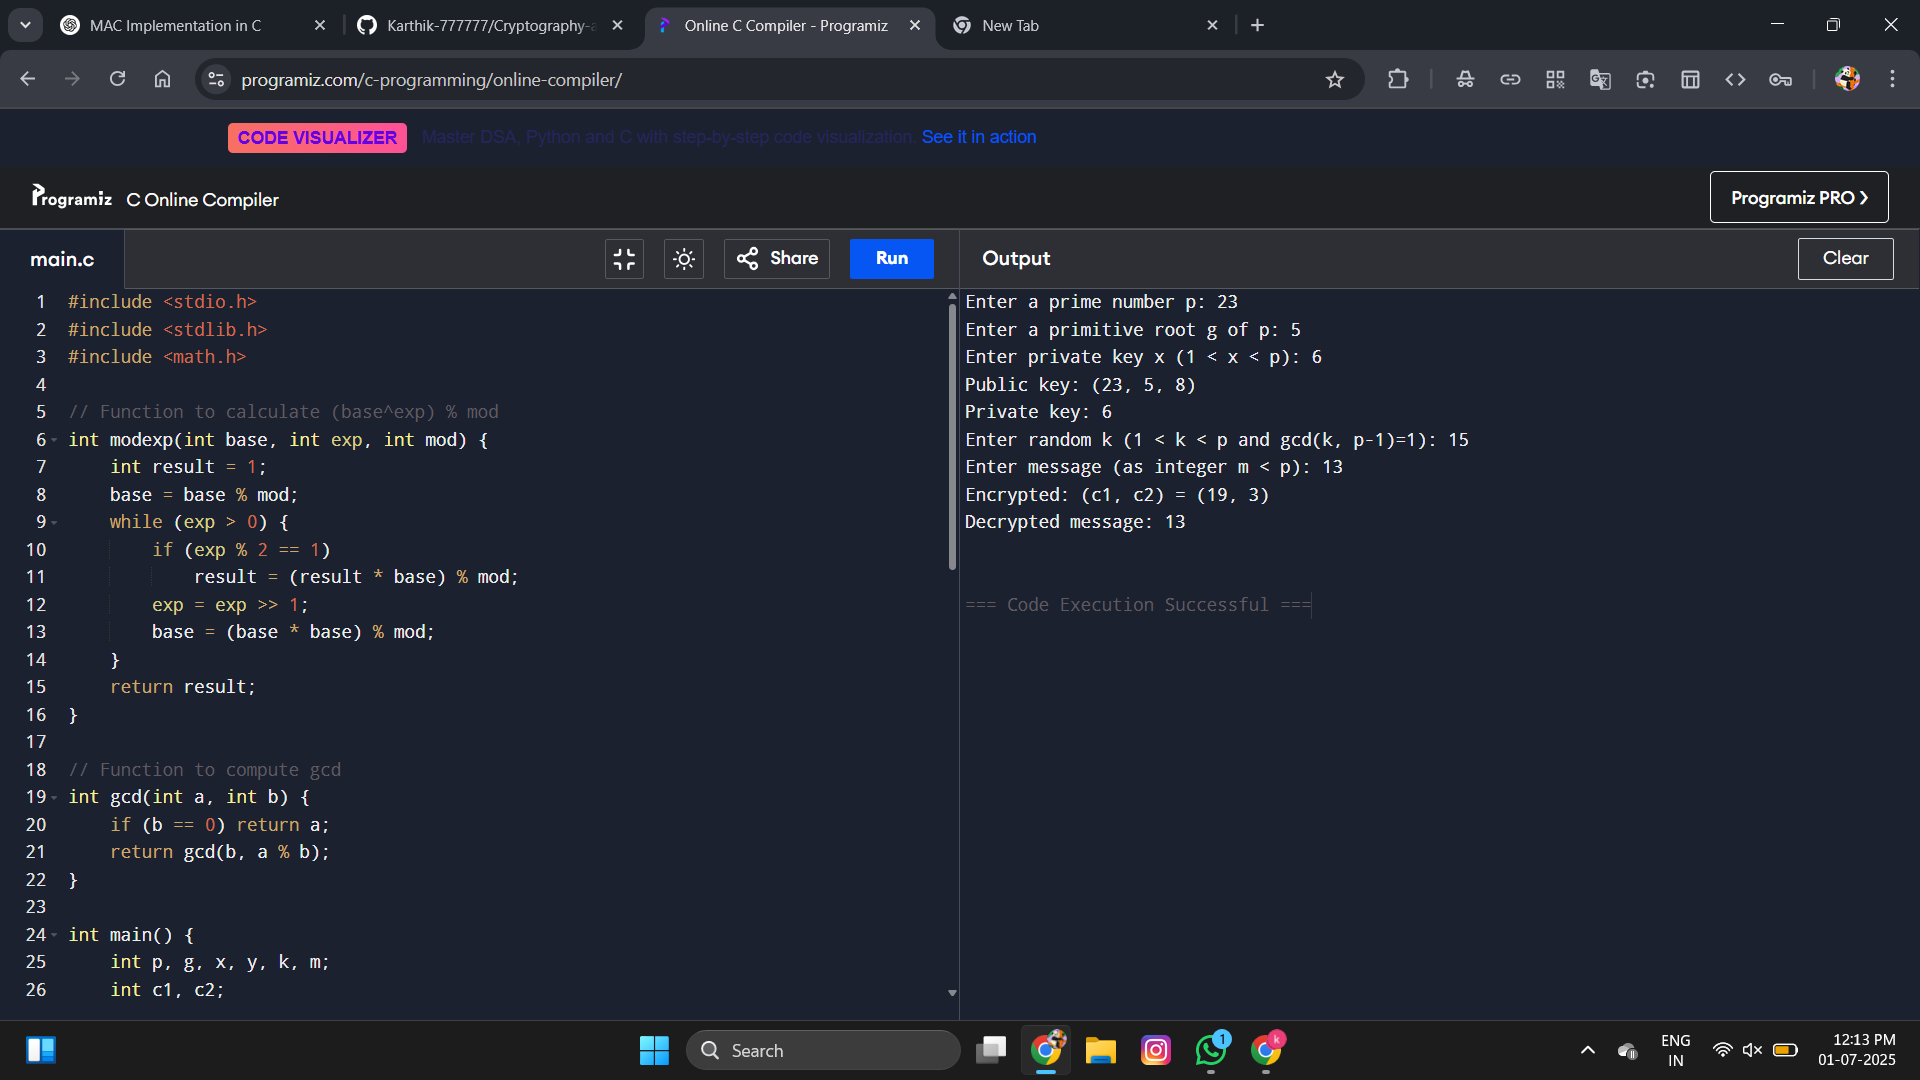 MAC Implementation in C
Karthik-777777/Cryptography-a
Online C Compiler - Programiz
New Tab
programiz.com/c-programming/online-compiler/
CODE VISUALIZER Master DSA, Python and C with step-by-step code visualization. See it in action
Programiz C Online Compiler
Programiz PRO
main.c
Share
Run
Output
Clear
1 #include <stdio.h>
2 #include <stdlib.h>
3 #include <math.h>
4
5 // Function to calculate (base^exp) % mod
6 int modexp(int base, int exp, int mod) {
7 int result = 1;
8 base = base % mod;
9 while (exp > 0) {
10 if (exp % 2 == 1)
11 result = (result * base) % mod;
12 exp = exp >> 1;
13 base = (base * base) % mod;
14 }
15 return result;
16 }
17
18 // Function to compute gcd
19 int gcd(int a, int b) {
20 if (b == 0) return a;
21 return gcd(b, a % b);
22 }
23
24 int main() {
25 int p, g, x, y, k, m;
26 int c1, c2;
Enter a prime number p: 23
Enter a primitive root g of p: 5
Enter private key x (1 < x < p): 6
Public key: (23, 5, 8)
Private key: 6
Enter random k (1 < k < p and gcd(k, p-1)=1): 15
Enter message (as integer m < p): 13
Encrypted: (c1, c2) = (19, 3)
Decrypted message: 13
=== Code Execution Successful ===
Search
1
k
ENG
IN
12:13 PM
01-07-2025